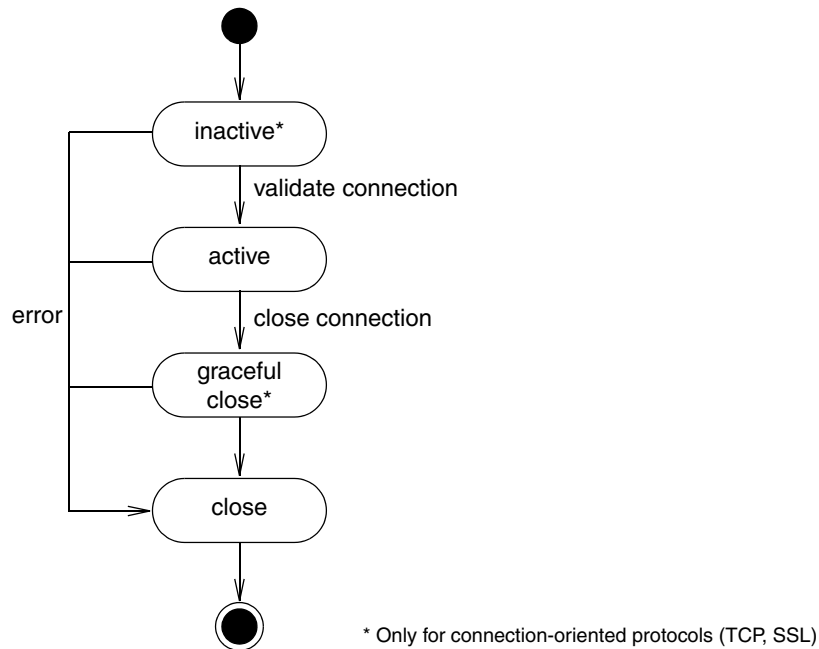 inactive*
validate connection
active
error
close connection
graceful
close*
close
* Only for connection-oriented protocols (TCP, SSL)